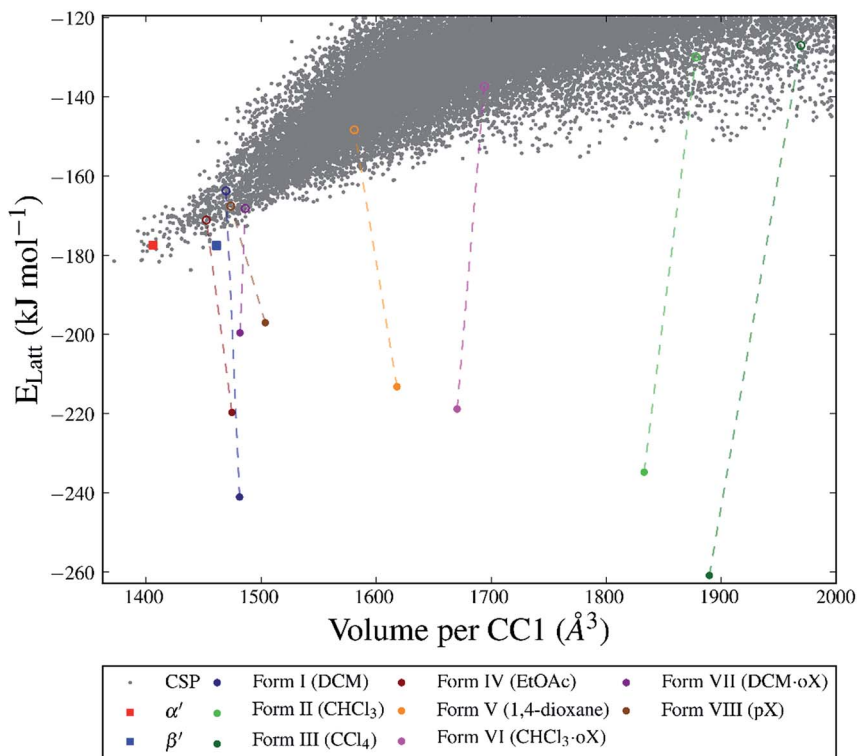 −120
−140
−160
−180
−200
−220
−240
−260
E_Latt (kJ mol⁻¹)
1400 1500 1600 1700 1800 1900 2000
Volume per CC1 (Å³)
CSP Form I (DCM) Form IV (EtOAc) Form VII (DCM·oX)
α′ Form II (CHCl₃) Form V (1,4-dioxane) Form VIII (pX)
β′ Form III (CCl₄) Form VI (CHCl₃·oX)